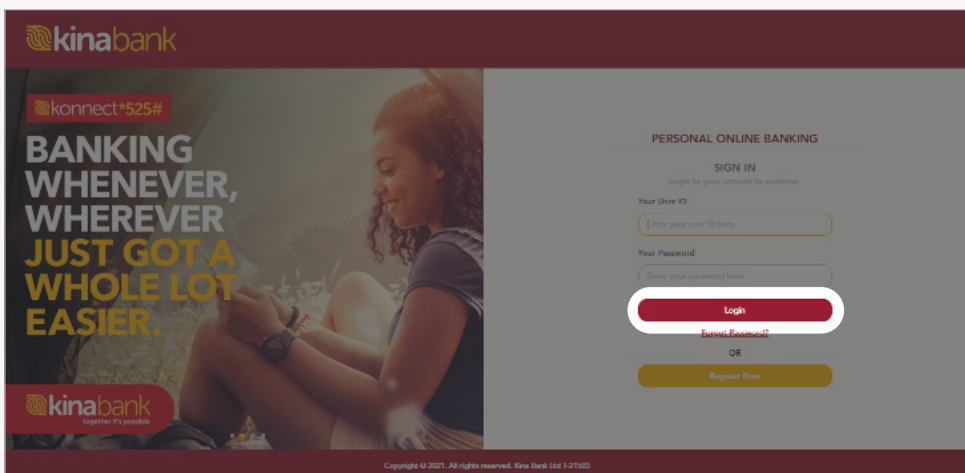 kinabank
konnect*525#
BANKING
WHENEVER,
WHEREVER
JUST GOT A
WHOLE LOT
EASIER.
kinabank
together it's possible
PERSONAL ONLINE BANKING
SIGN IN
Login to your account to continue.
Your User ID
Enter your user ID here
Your Password
Enter your password here
Login
Forgot Password?
OR
Register Now
Copyright © 2021. All rights reserved. Kina Bank Ltd 1-21503